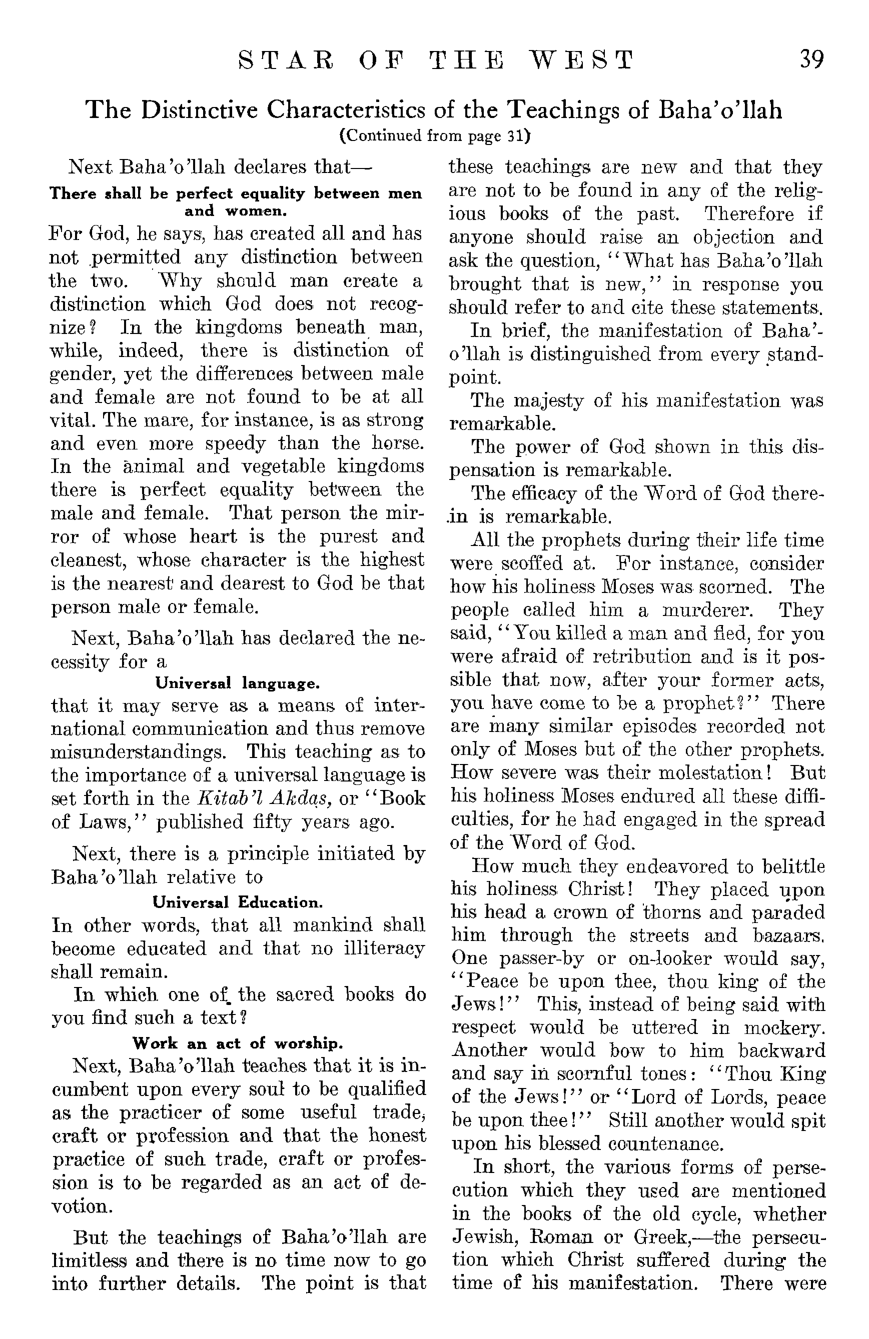 STAR OF THE WEST 39
The Distinctive Characteristics of the Teachings of Baha'o'llah
(Continued from page 31)
Next Baha'o'llah declares that—
There shall be perfect equality between men
and women.
For God, he says, has created all and has
not permitted any distinction between
the two. Why should man create a
distinction which God does not recog-
nize? In the kingdoms beneath man,
while, indeed, there is distinction of
gender, yet the differences between male
and female are not found to be at all
vital. The mare, for instance, is as strong
and even more speedy than the horse.
In the animal and vegetable kingdoms
there is perfect equality between the
male and female. That person the mir-
ror of whose heart is the purest and
cleanest, whose character is the highest
is the nearest and dearest to God be that
person male or female.
Next, Baha'o'llah has declared the ne-
cessity for a
Universal language.
that it may serve as a means of inter-
national communication and thus remove
misunderstandings. This teaching as to
the importance of a universal language is
set forth in the Kitab'l Akdas, or "Book
of Laws," published fifty years ago.
Next, there is a principle initiated by
Baha'o'llah relative to
Universal Education.
In other words, that all mankind shall
become educated and that no illiteracy
shall remain.
In which one of the sacred books do
you find such a text?
Work an act of worship.
Next, Baha'o'llah teaches that it is in-
cumbent upon every soul to be qualified
as the practicer of some useful trade,
craft or profession and that the honest
practice of such trade, craft or profes-
sion is to be regarded as an act of de-
votion.
But the teachings of Baha'o'llah are
limitless and there is no time now to go
into further details. The point is that
these teachings are new and that they
are not to be found in any of the relig-
ious books of the past. Therefore if
anyone should raise an objection and
ask the question, "What has Baha'o'llah
brought that is new," in response you
should refer to and cite these statements.
In brief, the manifestation of Baha'-
o'llah is distinguished from every stand-
point.
The majesty of his manifestation was
remarkable.
The power of God shown in this dis-
pensation is remarkable.
The efficacy of the Word of God there-
in is remarkable.
All the prophets during their life time
were scoffed at. For instance, consider
how his holiness Moses was scorned. The
people called him a murderer. They
said, "You killed a man and fled, for you
were afraid of retribution and is it pos-
sible that now, after your former acts,
you have come to be a prophet?" There
are many similar episodes recorded not
only of Moses but of the other prophets.
How severe was their molestation! But
his holiness Moses endured all these diffi-
culties, for he had engaged in the spread
of the Word of God.
How much they endeavored to belittle
his holiness Christ! They placed upon
his head a crown of thorns and paraded
him through the streets and bazaars.
One passer-by or on-looker would say,
"Peace be upon thee, thou king of the
Jews!" This, instead of being said with
respect would be uttered in mockery.
Another would bow to him backward
and say in scornful tones: "Thou King
of the Jews!" or "Lord of Lords, peace
be upon thee!" Still another would spit
upon his blessed countenance.
In short, the various forms of perse-
cution which they used are mentioned
in the books of the old cycle, whether
Jewish, Roman or Greek,—the persecu-
tion which Christ suffered during the
time of his manifestation. There were